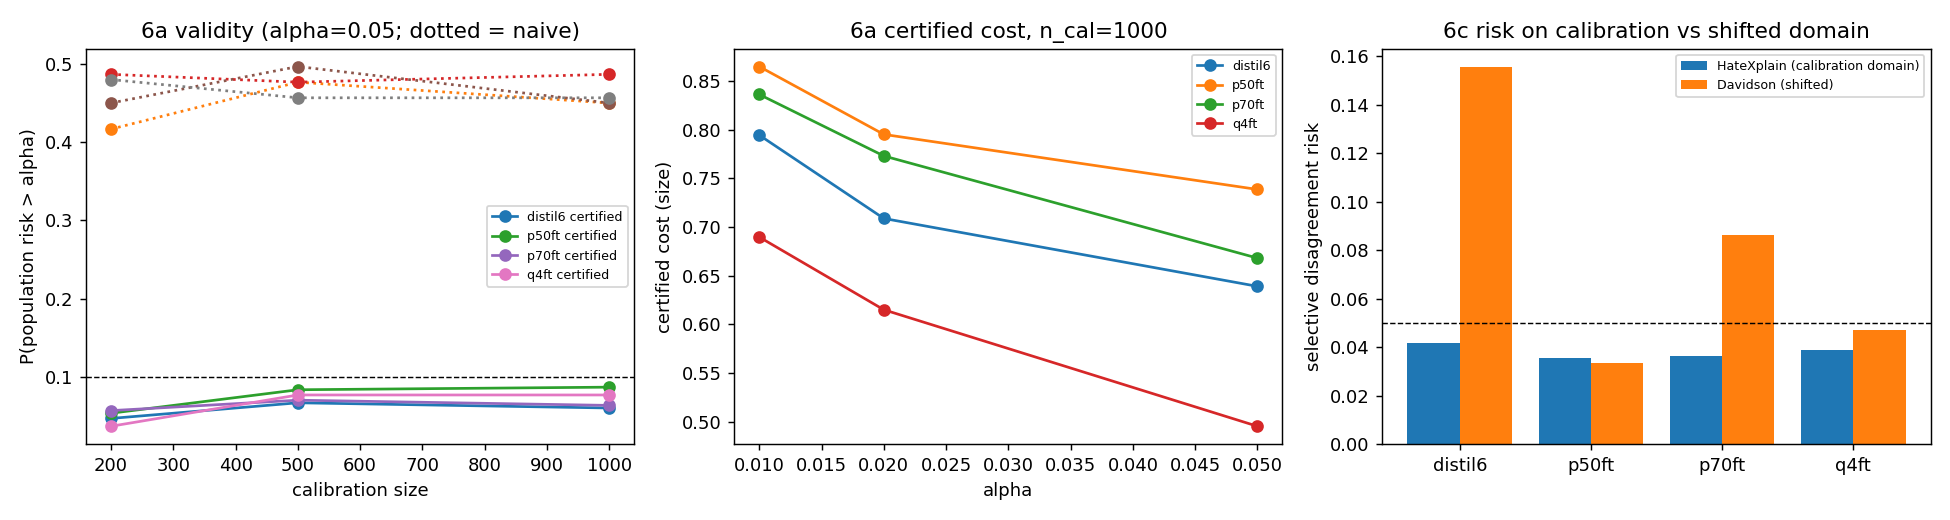 6a validity (alpha=0.05; dotted = naive)
P(population risk > alpha)
0.5
0.4
0.3
0.2
0.1
distil6 certified
p50ft certified
p70ft certified
q4ft certified
200 300 400 500 600 700 800 900 1000
calibration size
6a certified cost, n_cal=1000
certified cost (size)
0.85
0.80
0.75
0.70
0.65
0.60
0.55
0.50
distil6
p50ft
p70ft
q4ft
0.010 0.015 0.020 0.025 0.030 0.035 0.040 0.045 0.050
alpha
6c risk on calibration vs shifted domain
selective disagreement risk
0.16
0.14
0.12
0.10
0.08
0.06
0.04
0.02
0.00
HateXplain (calibration domain)
Davidson (shifted)
distil6 p50ft p70ft q4ft